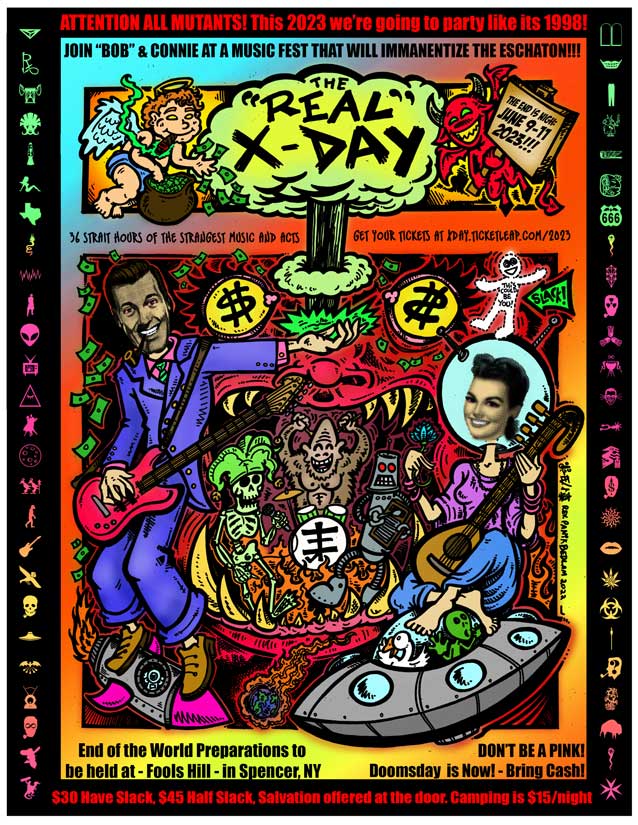 ATTENTION ALL MUTANTS! This 2023 we're going to party like its 1998!
JOIN "BOB" & CONNIE AT A MUSIC FEST THAT WILL IMMANENTIZE THE ESCHATON!!!
THE
"REAL"
X-DAY
THE END IS NIGH:
JUNE 9-11
2023!!!
666
36 STRAIT HOURS OF THE STRANGEST MUSIC AND ACTS
GET YOUR TICKETS AT XDAY.TICKETLEAP.COM/2023
THIS
COULD
BE
YOU!
SLACK!
End of the World Preparations to
be held at - Fools Hill - in Spencer, NY
DON'T BE A PINK!
Doomsday is Now! - Bring Cash!
$30 Have Slack, $45 Half Slack, Salvation offered at the door. Camping is $15/night